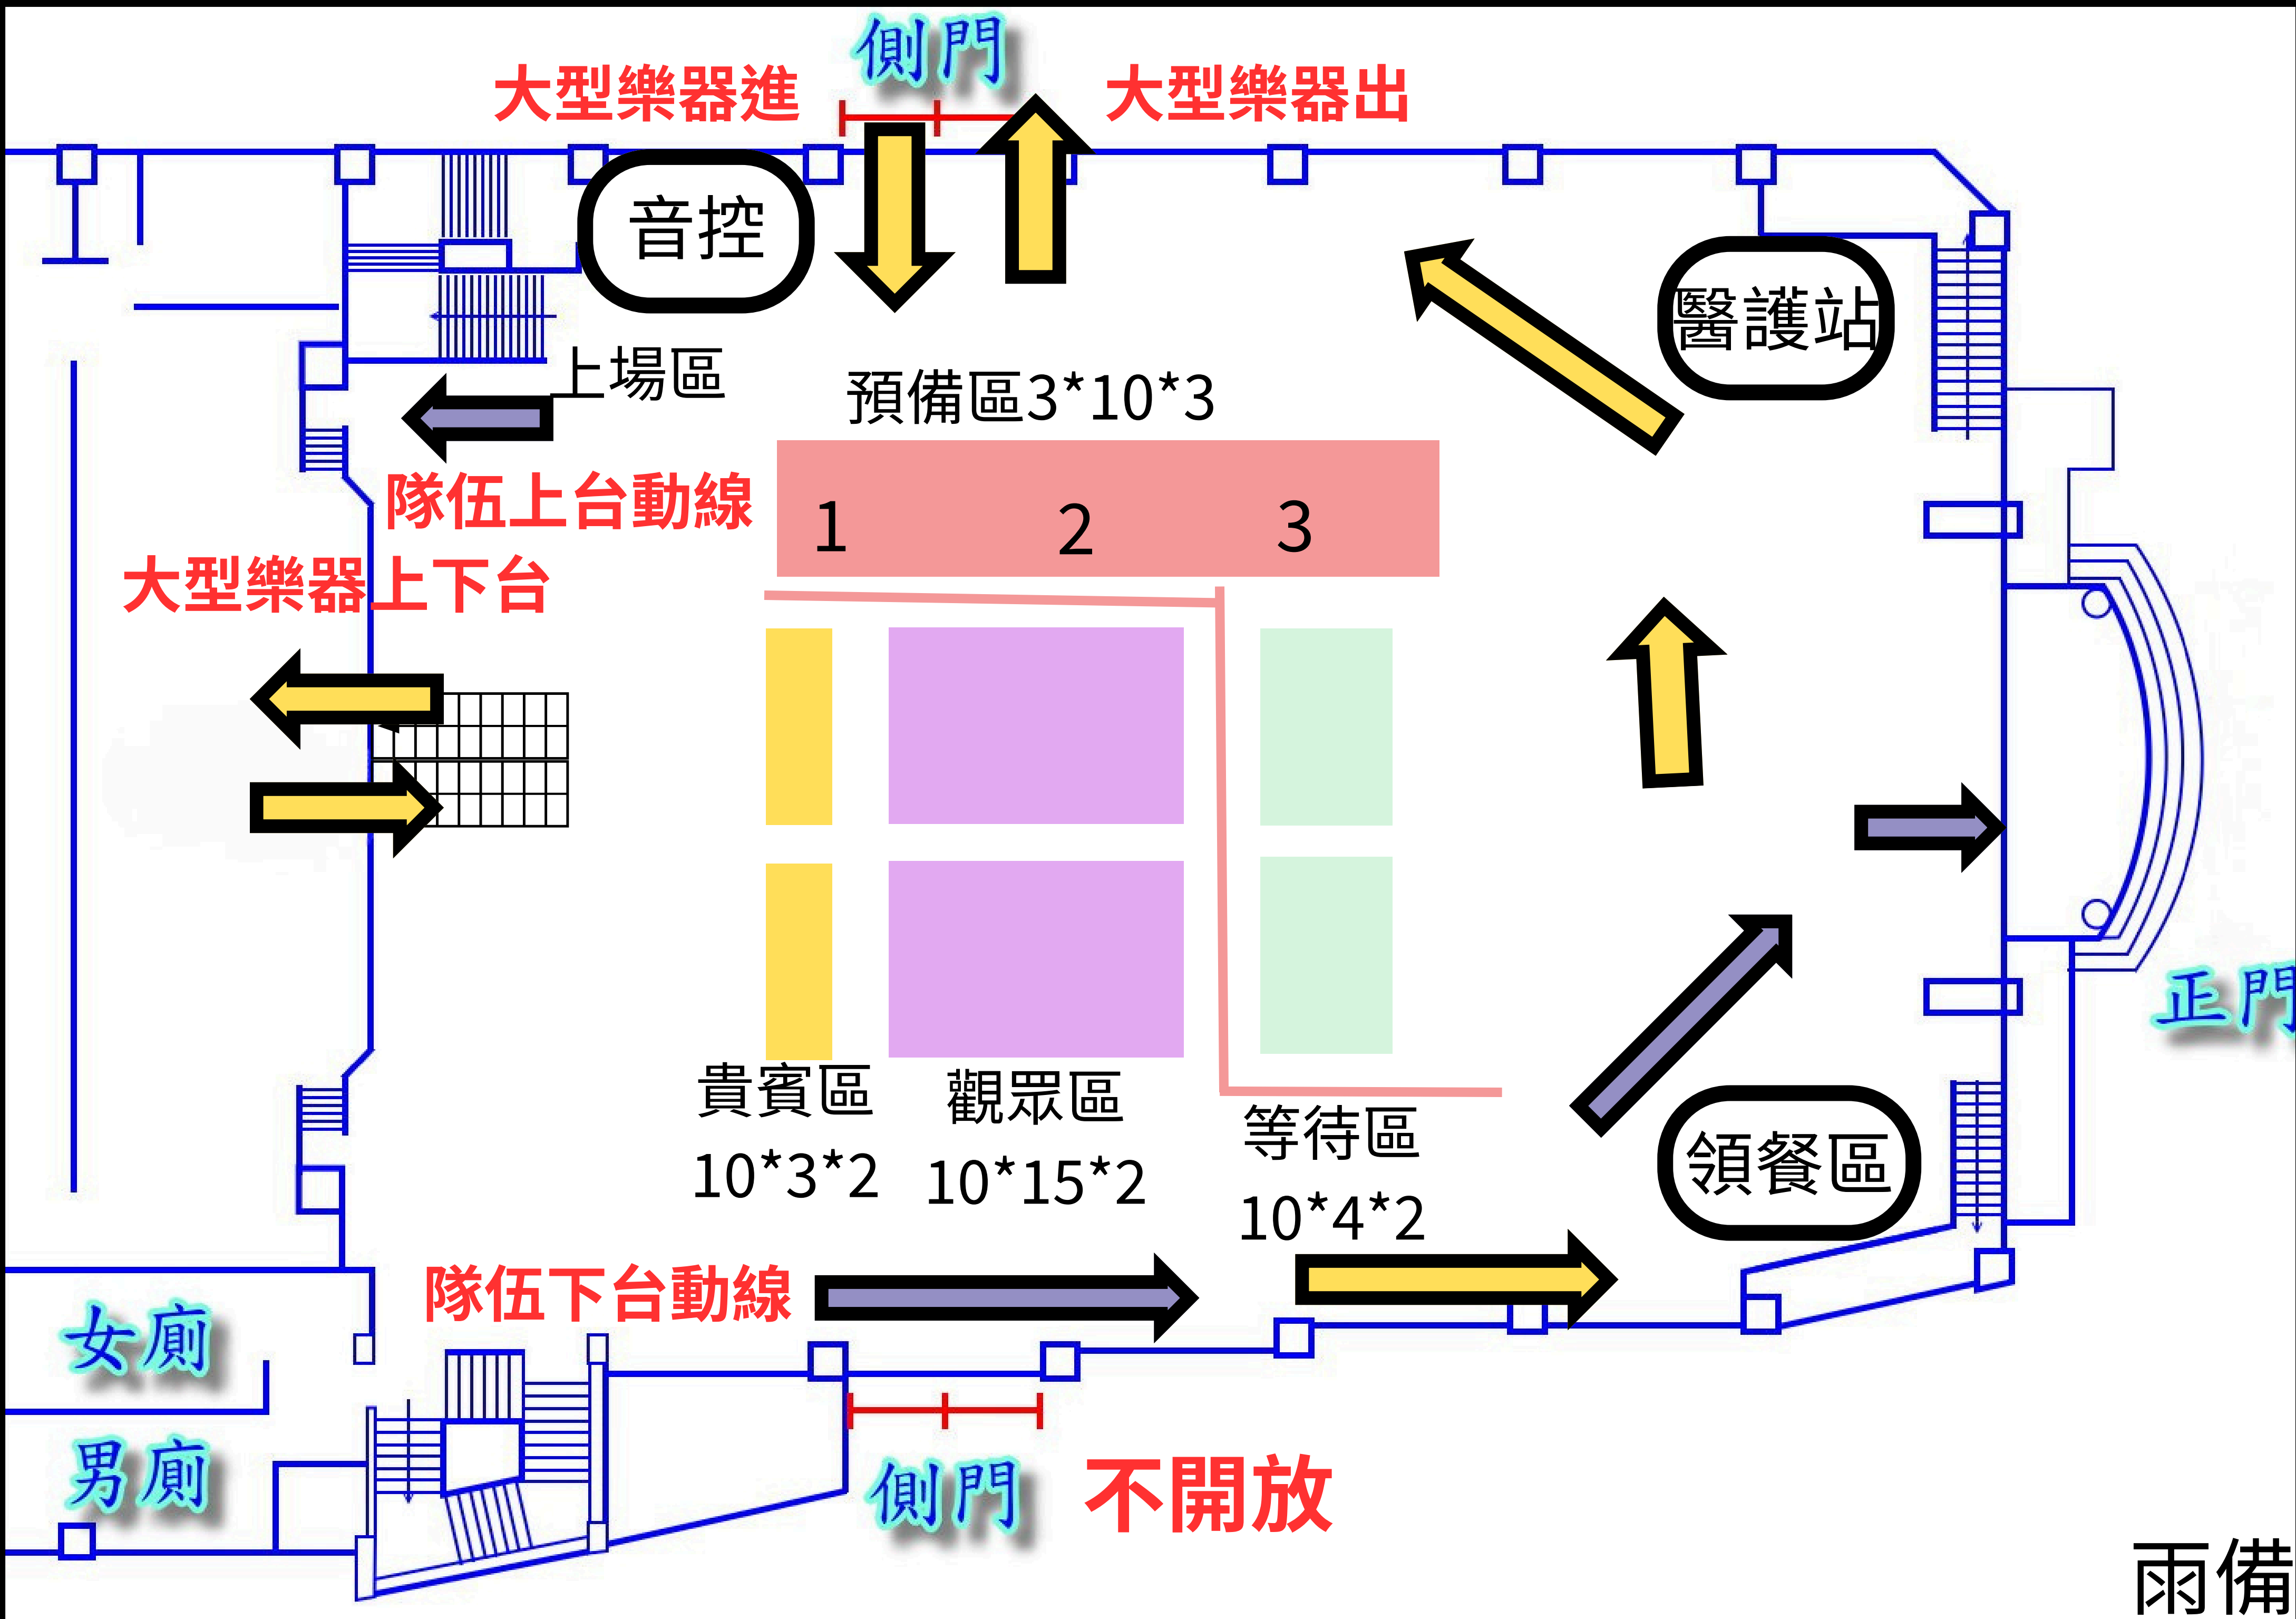 側門
大型樂器進
大型樂器出
音控
醫護站
上場區
預備區3*10*3
隊伍上台動線
1
2
3
大型樂器上下台
正門
貴賓區
10*3*2
觀眾區
10*15*2
等待區
10*4*2
領餐區
隊伍下台動線
女廁
男廁
側門
不開放
雨備